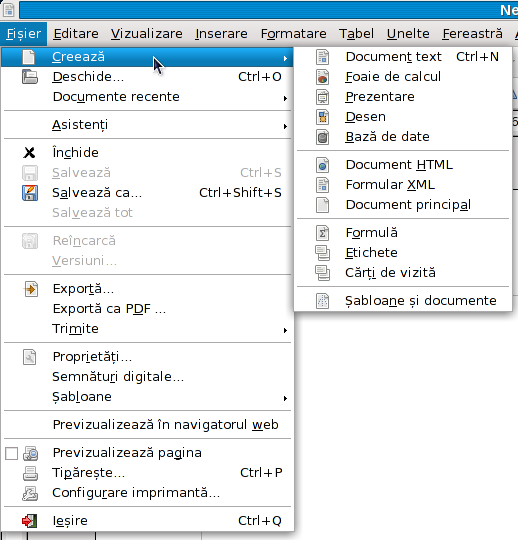 Ne
Fișier Editare Vizualizare Inserare Formatare Tabel Unelte Fereastră
Creează
Deschide... Ctrl+O
Documente recente
Asistenți
Închide
Salvează Ctrl+S
Salvează ca... Ctrl+Shift+S
Salvează tot
Reîncarcă
Versiuni...
Exportă...
Exportă ca PDF ...
Trimite
Proprietăți...
Semnături digitale...
Șabloane
Previzualizează în navigatorul web
Previzualizează pagina
Tipărește... Ctrl+P
Configurare imprimantă...
Ieșire Ctrl+Q
Document text Ctrl+N
Foaie de calcul
Prezentare
Desen
Bază de date
Document HTML
Formular XML
Document principal
Formulă
Etichete
Cărți de vizită
Șabloane și documente
6